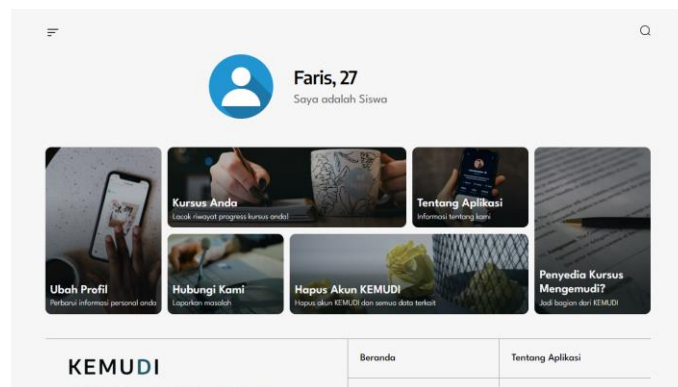 Faris, 27
Saya adalah Siswa
Ubah Profil
Perbarui informasi personal anda
Kursus Anda
Lacak riwayat progress kursus anda!
Tentang Aplikasi
Informasi tentang kami
Hubungi Kami
Laporkan masalah
Hapus Akun KEMUDI
Hapus akun KEMUDI dan semua data terkait
Penyedia Kursus
Mengemudi?
Jadi bagian dari KEMUDI
KEMUDI
Beranda
Tentang Aplikasi